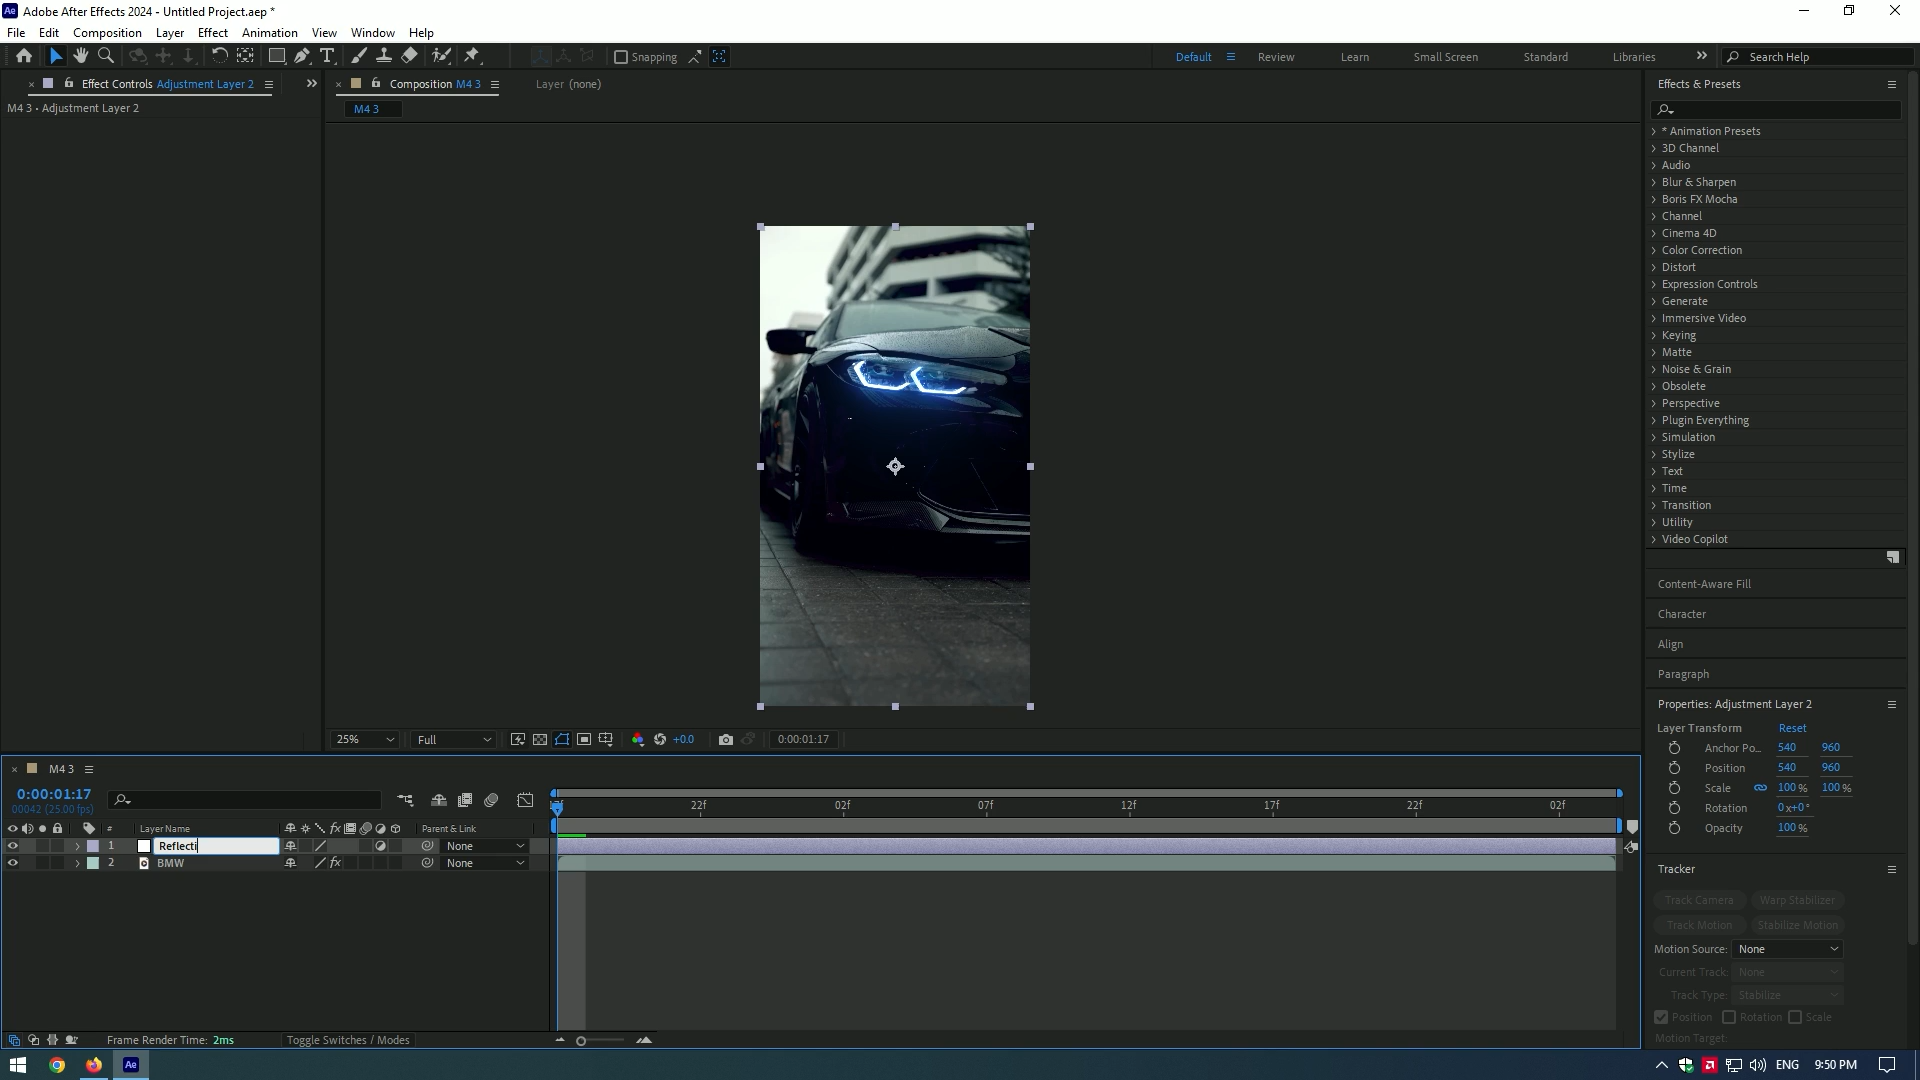 Ae Adobe After Effects 2024 - Untitled Project.aep *
File Edit Composition Layer Effect Animation View Window Help
Snapping
Default Review Learn Small Screen Standard Libraries Search Help
Effect Controls Adjustment Layer 2
Composition M4 3
Layer (none)
Effects & Presets
M4 3 • Adjustment Layer 2
M4 3
* Animation Presets
3D Channel
Audio
Blur & Sharpen
Boris FX Mocha
Channel
Cinema 4D
Color Correction
Distort
Expression Controls
Generate
Immersive Video
Keying
Matte
Noise & Grain
Obsolete
Perspective
Plugin Everything
Simulation
Stylize
Text
Time
Transition
Utility
Video Copilot
Content-Aware Fill
Character
Align
Paragraph
Properties: Adjustment Layer 2
Layer Transform Reset
Anchor Po... 540 960
Position 540 960
Scale 100 % 100 %
Rotation 0x+0°
Opacity 100 %
25% Full +0.0 0:00:01:17
M4 3
0:00:01:17
00042 (25.00 fps)
22f 02f 07f 12f 17f 22f 02f
# Layer Name fx Parent & Link
1 Reflecti None
2 BMW fx None
Tracker
Track Camera Warp Stabilizer
Track Motion Stabilize Motion
Motion Source: None
Current Track: None
Track Type: Stabilize
Position Rotation Scale
Motion Target:
Frame Render Time: 2ms Toggle Switches / Modes
Ae ENG 9:50 PM